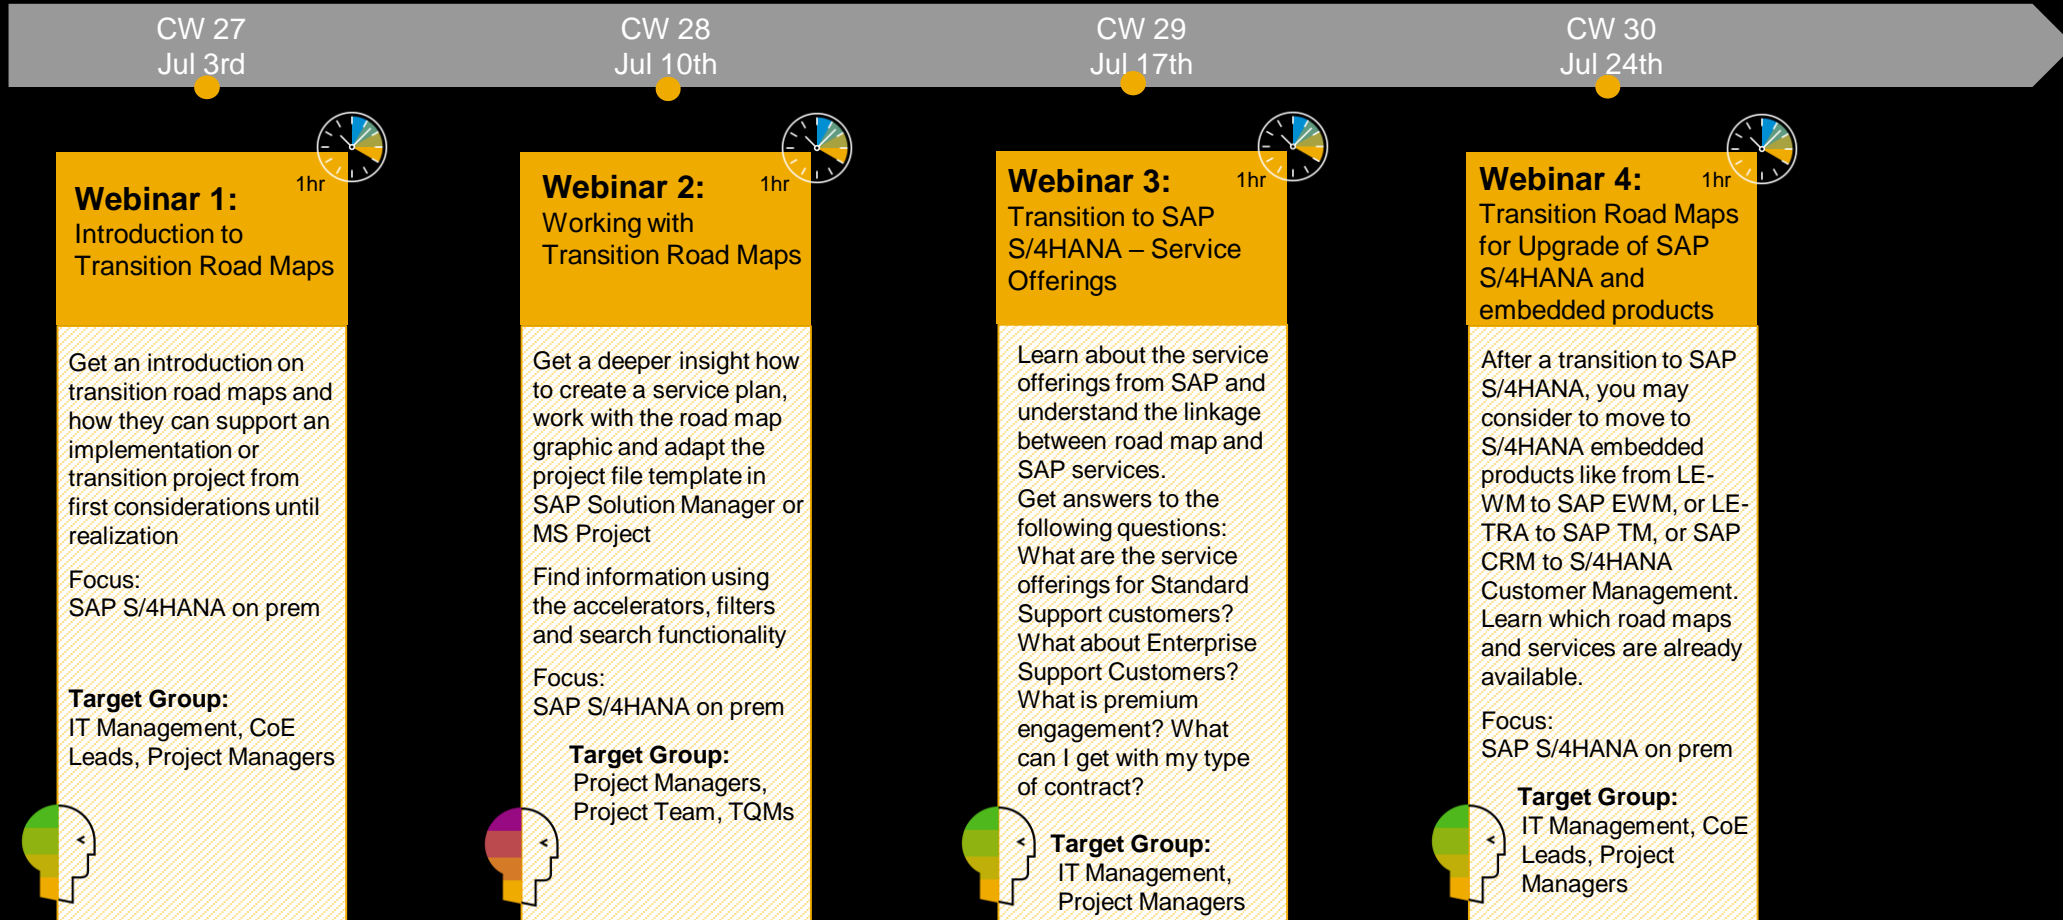 CW 27
Jul 3rd
CW 28
Jul 10th
CW 29
Jul 17th
CW 30
Jul 24th
Webinar 1:
1hr
Introduction to
Transition Road Maps
Get an introduction on
transition road maps and
how they can support an
implementation or
transition project from
first considerations until
realization
Focus:
SAP S/4HANA on prem
Target Group:
IT Management, CoE
Leads, Project Managers
Webinar 2:
1hr
Working with
Transition Road Maps
Get a deeper insight how
to create a service plan,
work with the road map
graphic and adapt the
project file template in
SAP Solution Manager or
MS Project
Find information using
the accelerators, filters
and search functionality
Focus:
SAP S/4HANA on prem
Target Group:
Project Managers,
Project Team, TQMs
Webinar 3:
1hr
Transition to SAP
S/4HANA – Service
Offerings
Learn about the service
offerings from SAP and
understand the linkage
between road map and
SAP services.
Get answers to the
following questions:
What are the service
offerings for Standard
Support customers?
What about Enterprise
Support Customers?
What is premium
engagement? What
can I get with my type
of contract?
Target Group:
IT Management,
Project Managers
Webinar 4:
1hr
Transition Road Maps
for Upgrade of SAP
S/4HANA and
embedded products
After a transition to SAP
S/4HANA, you may
consider to move to
S/4HANA embedded
products like from LE-
WM to SAP EWM, or LE-
TRA to SAP TM, or SAP
CRM to S/4HANA
Customer Management.
Learn which road maps
and services are already
available.
Focus:
SAP S/4HANA on prem
Target Group:
IT Management, CoE
Leads, Project
Managers